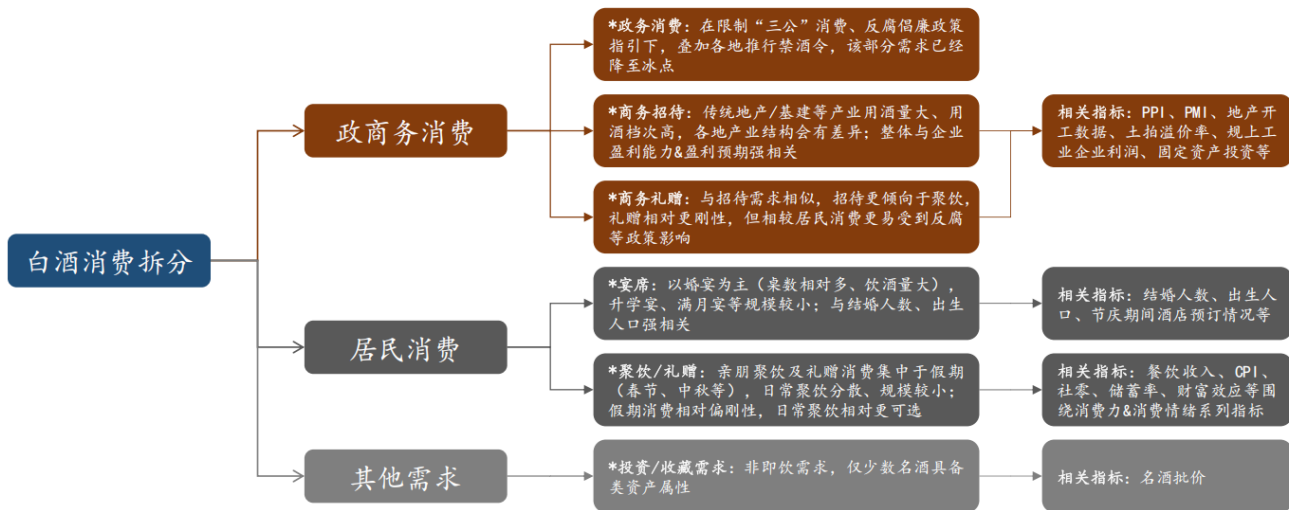 白酒消费拆分
政商务消费
*政务消费：在限制“三公”消费、反腐倡廉政策
指引下，叠加各地推行禁酒令，该部分需求已经
降至冰点
*商务招待：传统地产/基建等产业用酒量大、用
酒档次高，各地产业结构会有差异；整体与企业
盈利能力&盈利预期强相关
*商务礼赠：与招待需求相似，招待更倾向于聚饮，
礼赠相对更刚性，但相较居民消费更易受到反腐
等政策影响
相关指标：PPI、PMI、地产开
工数据、土拍溢价率、规上工
业企业利润、固定资产投资等
居民消费
*宴席：以婚宴为主（桌数相对多、饮酒量大），
升学宴、满月宴等规模较小；与结婚人数、出生
人口强相关
相关指标：结婚人数、出生人
口、节庆期间酒店预订情况等
*聚饮/礼赠：亲朋聚饮及礼赠消费集中于假期
（春节、中秋等），日常聚饮分散、规模较小；
假期消费相对偏刚性，日常聚饮相对更可选
相关指标：餐饮收入、CPI、
社零、储蓄率、财富效应等围
绕消费力&消费情绪系列指标
其他需求
*投资/收藏需求：非即饮需求，仅少数名酒具备
类资产属性
相关指标：名酒批价